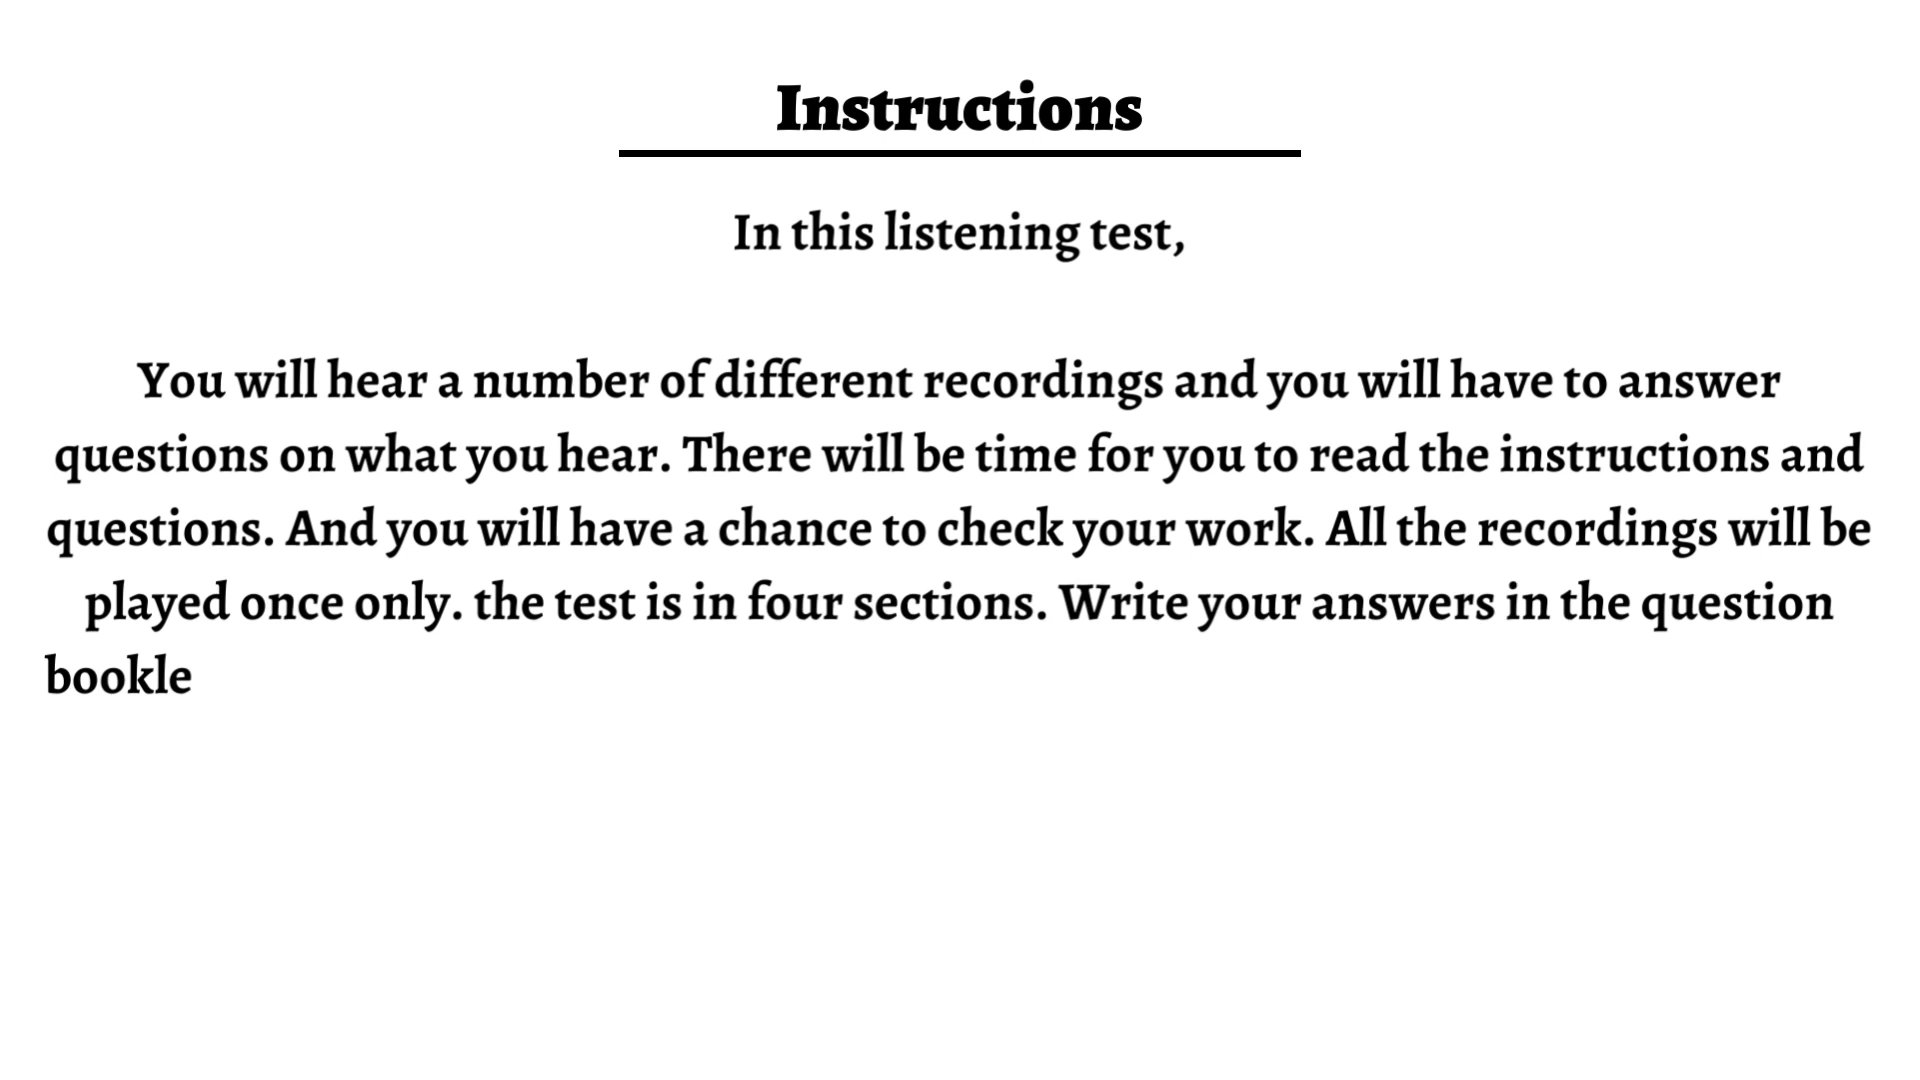 Instructions
In this listening test,
You will hear a number of different recordings and you will have to answer
questions on what you hear. There will be time for you to read the instructions and
questions. And you will have a chance to check your work. All the recordings will be
played once only. the test is in four sections. Write your answers in the question
bookle